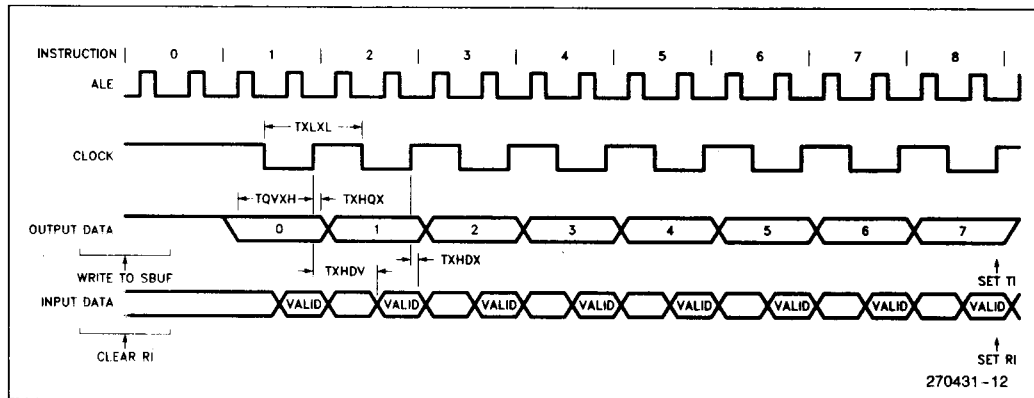 INSTRUCTION | 0 | 1 | 2 | 3 | 4 | 5 | 6 | 7 | 8 |
ALE
TXLXL
CLOCK
TQVXH TXHQX
OUTPUT DATA 0 1 2 3 4 5 6 7
WRITE TO SBUF TXHDV TXHDX SET TI
INPUT DATA VALID VALID VALID VALID VALID VALID VALID VALID
CLEAR RI SET RI
270431-12